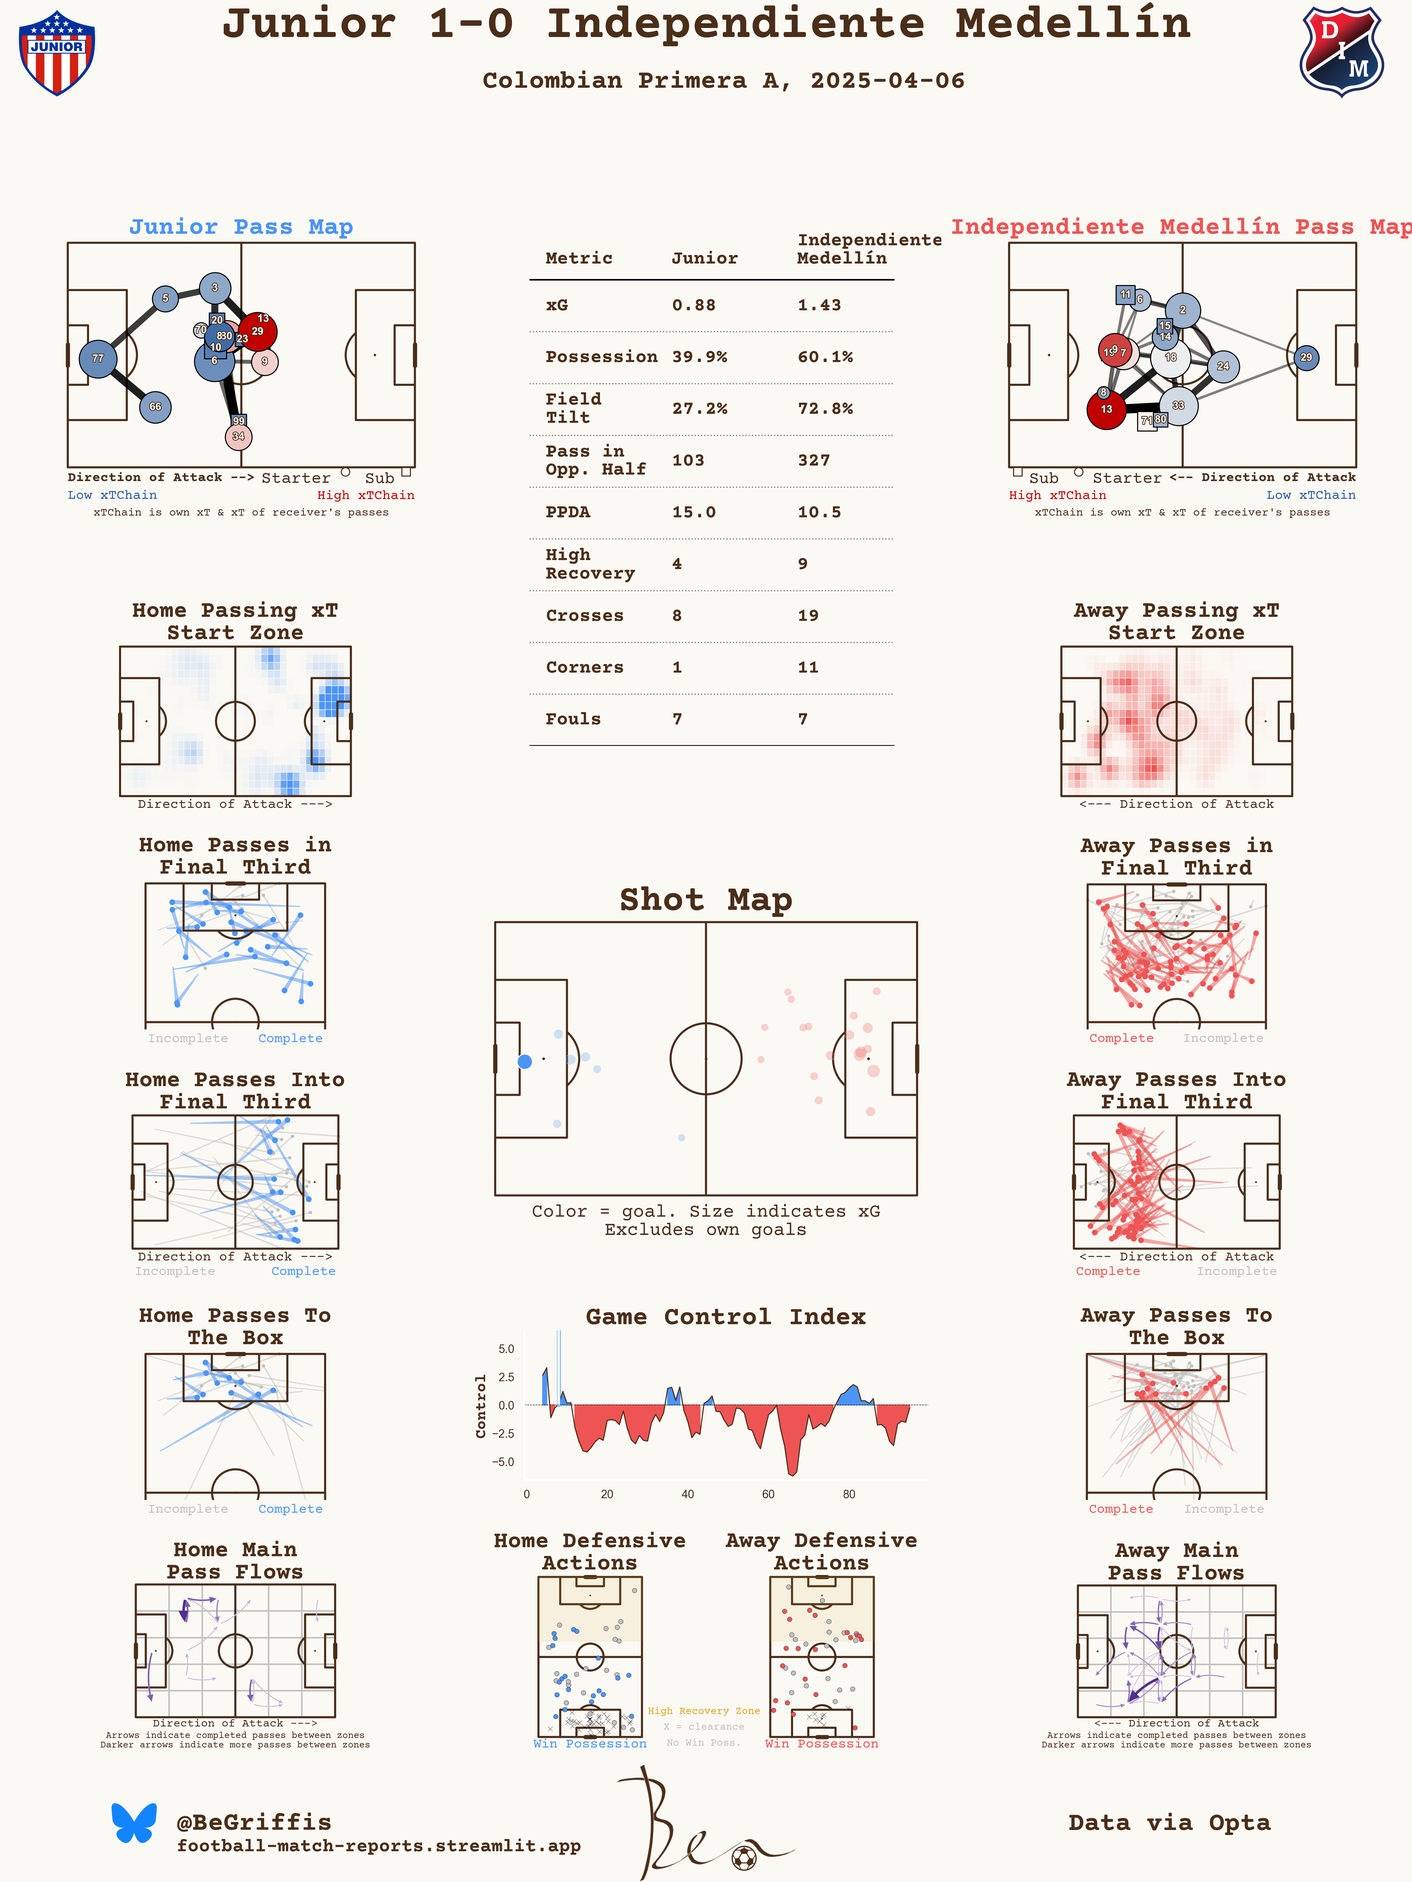 Junior 1-0 Independiente Medellín
Colombian Primera A, 2025-04-06
JUNIOR
D
I
M
Junior Pass Map
3
5
13
20
29
70
8
30
23
10
77
6
9
66
99
34
Direction of Attack --> Starter Sub
Low xTChain High xTChain
xTChain is own xT & xT of receiver's passes
Metric Junior Independiente Medellín
xG 0.88 1.43
Possession 39.9% 60.1%
Field Tilt 27.2% 72.8%
Pass in Opp. Half 103 327
PPDA 15.0 10.5
High Recovery 4 9
Crosses 8 19
Corners 1 11
Fouls 7 7
Independiente Medellín Pass Map
11
6
2
15
14
19
9
7
18
24
29
8
13
33
71
80
Sub Starter <-- Direction of Attack
High xTChain Low xTChain
xTChain is own xT & xT of receiver's passes
Home Passing xT
Start Zone
Direction of Attack --->
Away Passing xT
Start Zone
<--- Direction of Attack
Home Passes in
Final Third
Incomplete Complete
Away Passes in
Final Third
Complete Incomplete
Shot Map
Color = goal. Size indicates xG
Excludes own goals
Home Passes Into
Final Third
Direction of Attack --->
Incomplete Complete
Away Passes Into
Final Third
<--- Direction of Attack
Complete Incomplete
Home Passes To
The Box
Incomplete Complete
Game Control Index
Control
5.0
2.5
0.0
−2.5
−5.0
0 20 40 60 80
Away Passes To
The Box
Complete Incomplete
Home Main
Pass Flows
Direction of Attack --->
Arrows indicate completed passes between zones
Darker arrows indicate more passes between zones
Home Defensive
Actions
Win Possession
High Recovery Zone
X = clearance
No Win Poss.
Away Defensive
Actions
Win Possession
Away Main
Pass Flows
<--- Direction of Attack
Arrows indicate completed passes between zones
Darker arrows indicate more passes between zones
@BeGriffis
football-match-reports.streamlit.app
Ben
Data via Opta